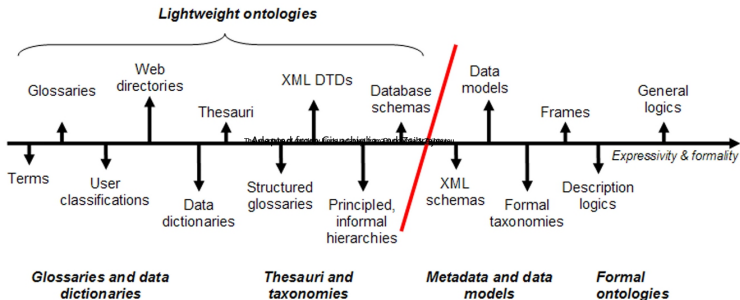 Lightweight ontologies
Glossaries
Web
directories
Thesauri
XML DTDs
Database
schemas
Data
models
Frames
General
logics
Expressivity & formality
Terms
User
classifications
Data
dictionaries
Structured
glossaries
Principled,
informal
hierarchies
XML
schemas
Formal
taxonomies
Description
logics
Glossaries and data
dictionaries
Thesauri and
taxonomies
Metadata and data
models
Formal
ontologies